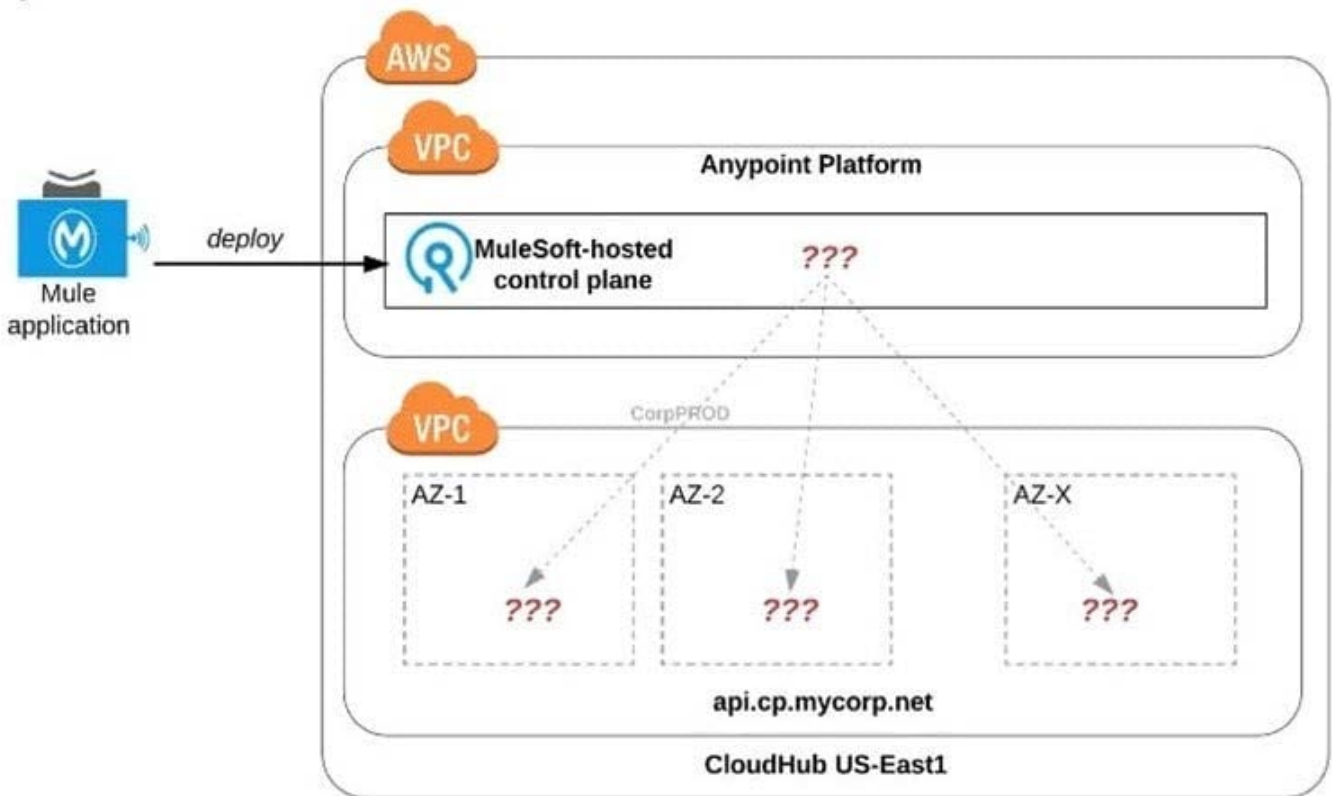 AWS
VPC
Anypoint Platform
deploy
MuleSoft-hosted
control plane
???
Mule
application
CorpPROD
VPC
AZ-1
AZ-2
AZ-X
???
???
???
api.cp.mycorp.net
CloudHub US-East1